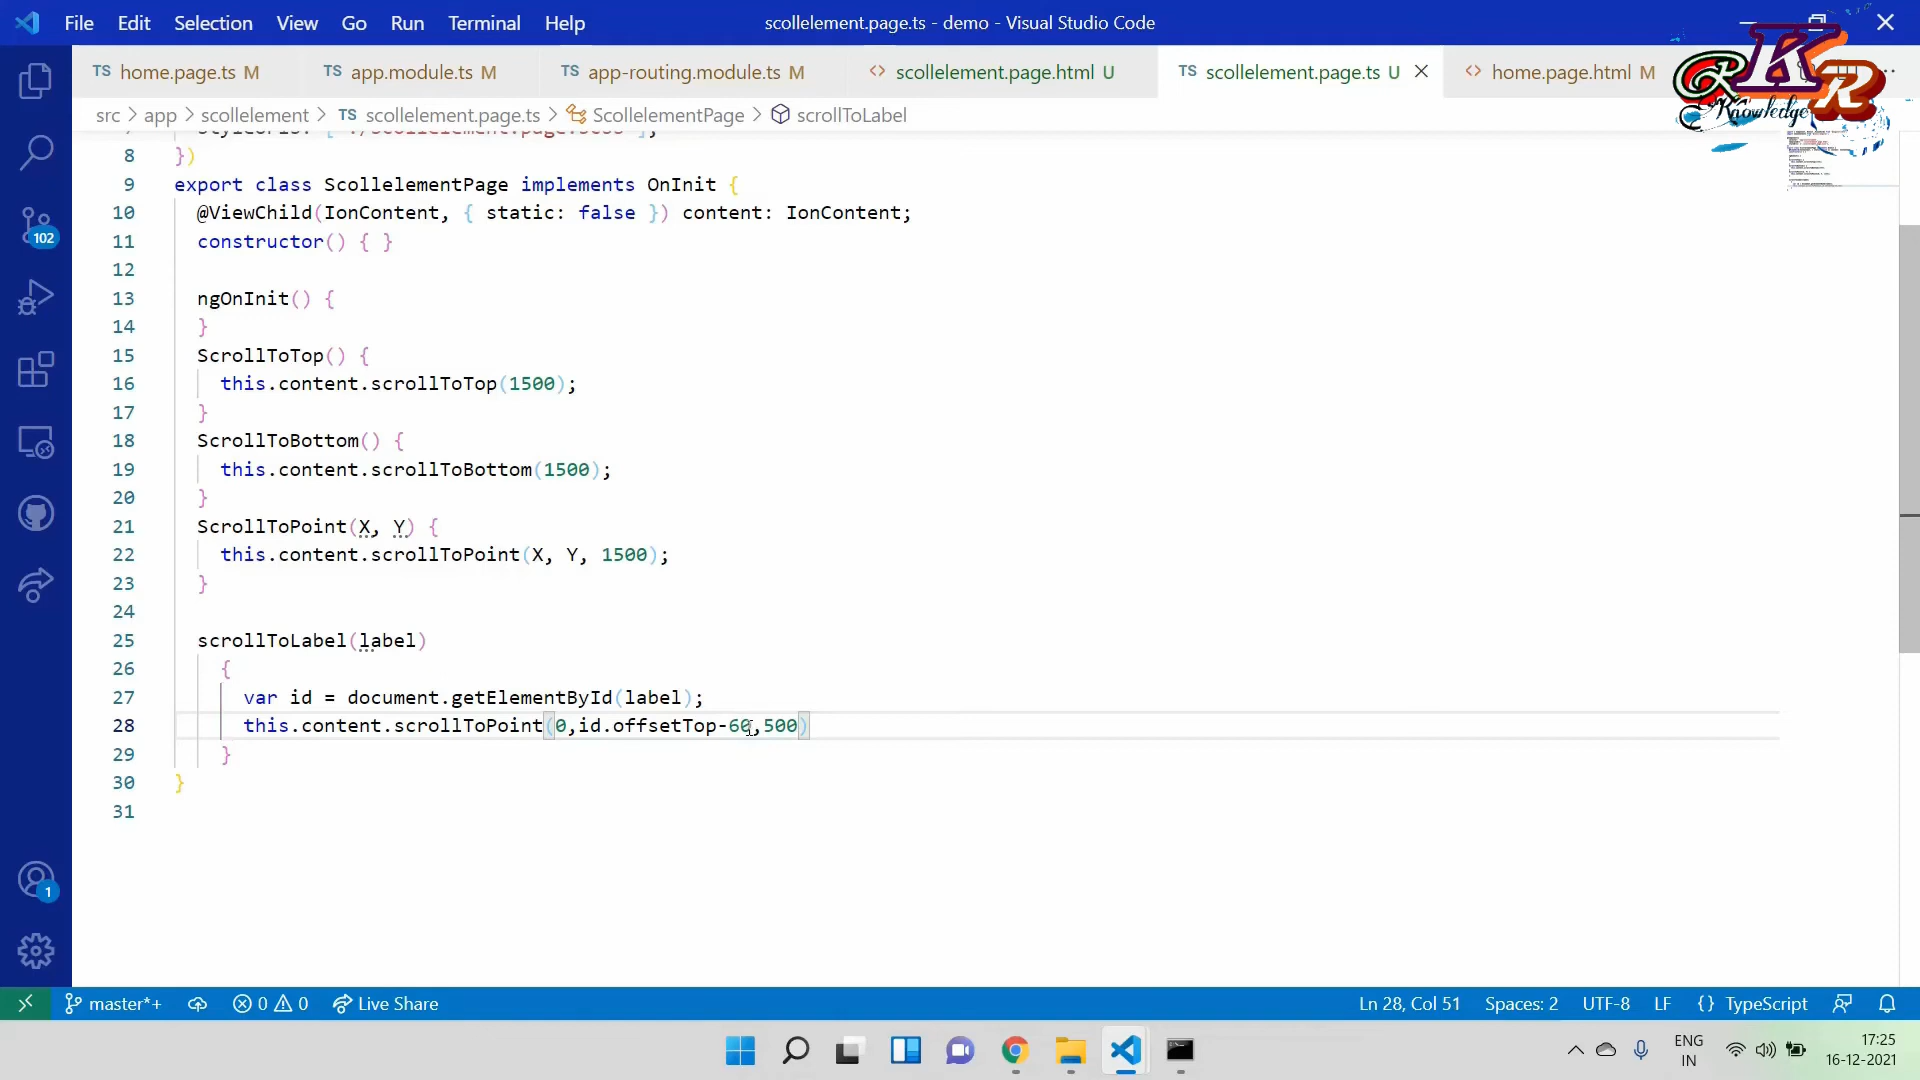 File Edit Selection View Go Run Terminal Help
scollelement.page.ts - demo - Visual Studio Code
TS home.page.ts M TS app.module.ts M TS app-routing.module.ts M <> scollelement.page.html U TS scollelement.page.ts U <> home.page.html M
KR Knowledge
src > app > scollelement > TS scollelement.page.ts > ScollelementPage > scrollToLabel
8 })
9 export class ScollelementPage implements OnInit {
10 @ViewChild(IonContent, { static: false }) content: IonContent;
11 constructor() { }
12
13 ngOnInit() {
14 }
15 ScrollToTop() {
16 this.content.scrollToTop(1500);
17 }
18 ScrollToBottom() {
19 this.content.scrollToBottom(1500);
20 }
21 ScrollToPoint(X, Y) {
22 this.content.scrollToPoint(X, Y, 1500);
23 }
24
25 scrollToLabel(label)
26 {
27 var id = document.getElementById(label);
28 this.content.scrollToPoint(0,id.offsetTop-60,500)
29 }
30 }
31
102
1
master*+ 0 0 Live Share Ln 28, Col 51 Spaces: 2 UTF-8 LF {} TypeScript
ENG
IN
17:25
16-12-2021